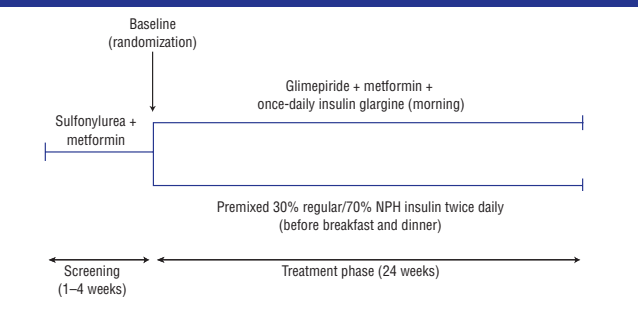 Baseline
(randomization)
Glimepiride + metformin +
once-daily insulin glargine (morning)
Sulfonylurea +
metformin
Premixed 30% regular/70% NPH insulin twice daily
(before breakfast and dinner)
Screening
(1–4 weeks)
Treatment phase (24 weeks)